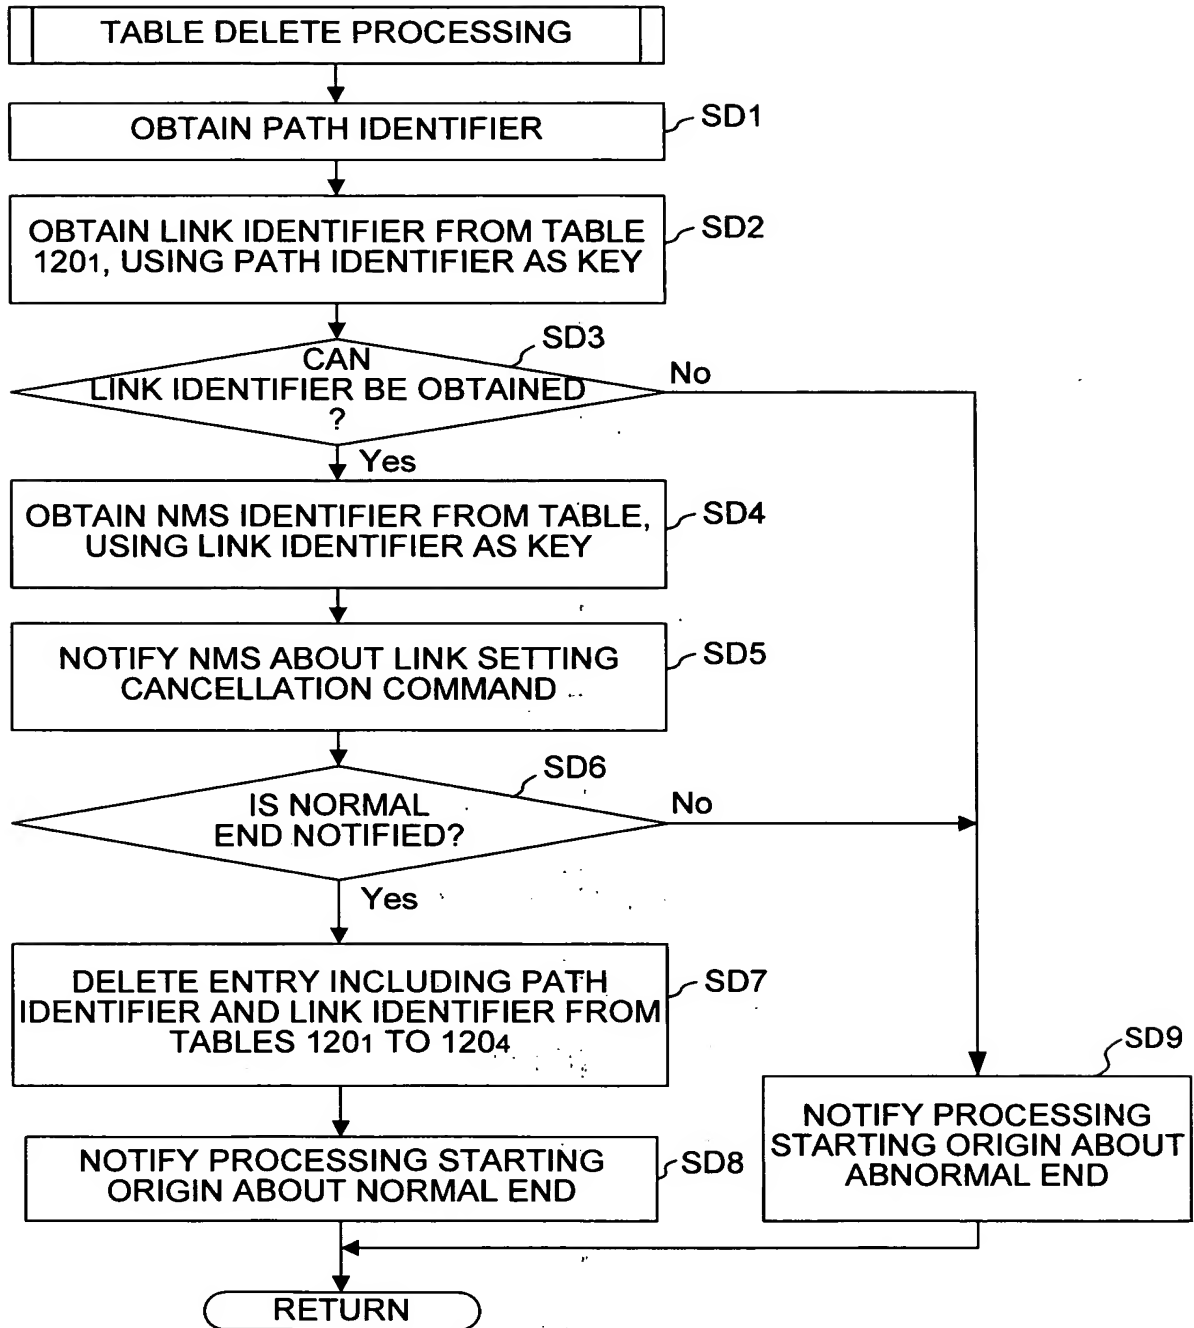 TABLE DELETE PROCESSING
OBTAIN PATH IDENTIFIER
SD1
OBTAIN LINK IDENTIFIER FROM TABLE
1201, USING PATH IDENTIFIER AS KEY
SD2
SD3
CAN
LINK IDENTIFIER BE OBTAINED
?
No
Yes
OBTAIN NMS IDENTIFIER FROM TABLE,
USING LINK IDENTIFIER AS KEY
SD4
NOTIFY NMS ABOUT LINK SETTING
CANCELLATION COMMAND
SD5
SD6
IS NORMAL
END NOTIFIED?
No
Yes
DELETE ENTRY INCLUDING PATH
IDENTIFIER AND LINK IDENTIFIER FROM
TABLES 1201 TO 1204
SD7
SD9
NOTIFY PROCESSING
STARTING ORIGIN ABOUT
ABNORMAL END
NOTIFY PROCESSING STARTING
ORIGIN ABOUT NORMAL END
SD8
RETURN